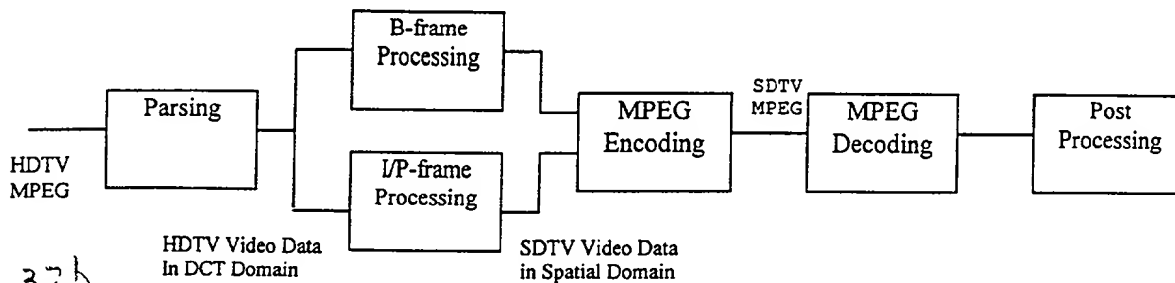 HDTV
MPEG
Parsing
B-frame
Processing
I/P-frame
Processing
HDTV Video Data
In DCT Domain
SDTV Video Data
in Spatial Domain
MPEG
Encoding
SDTV
MPEG
MPEG
Decoding
Post
Processing